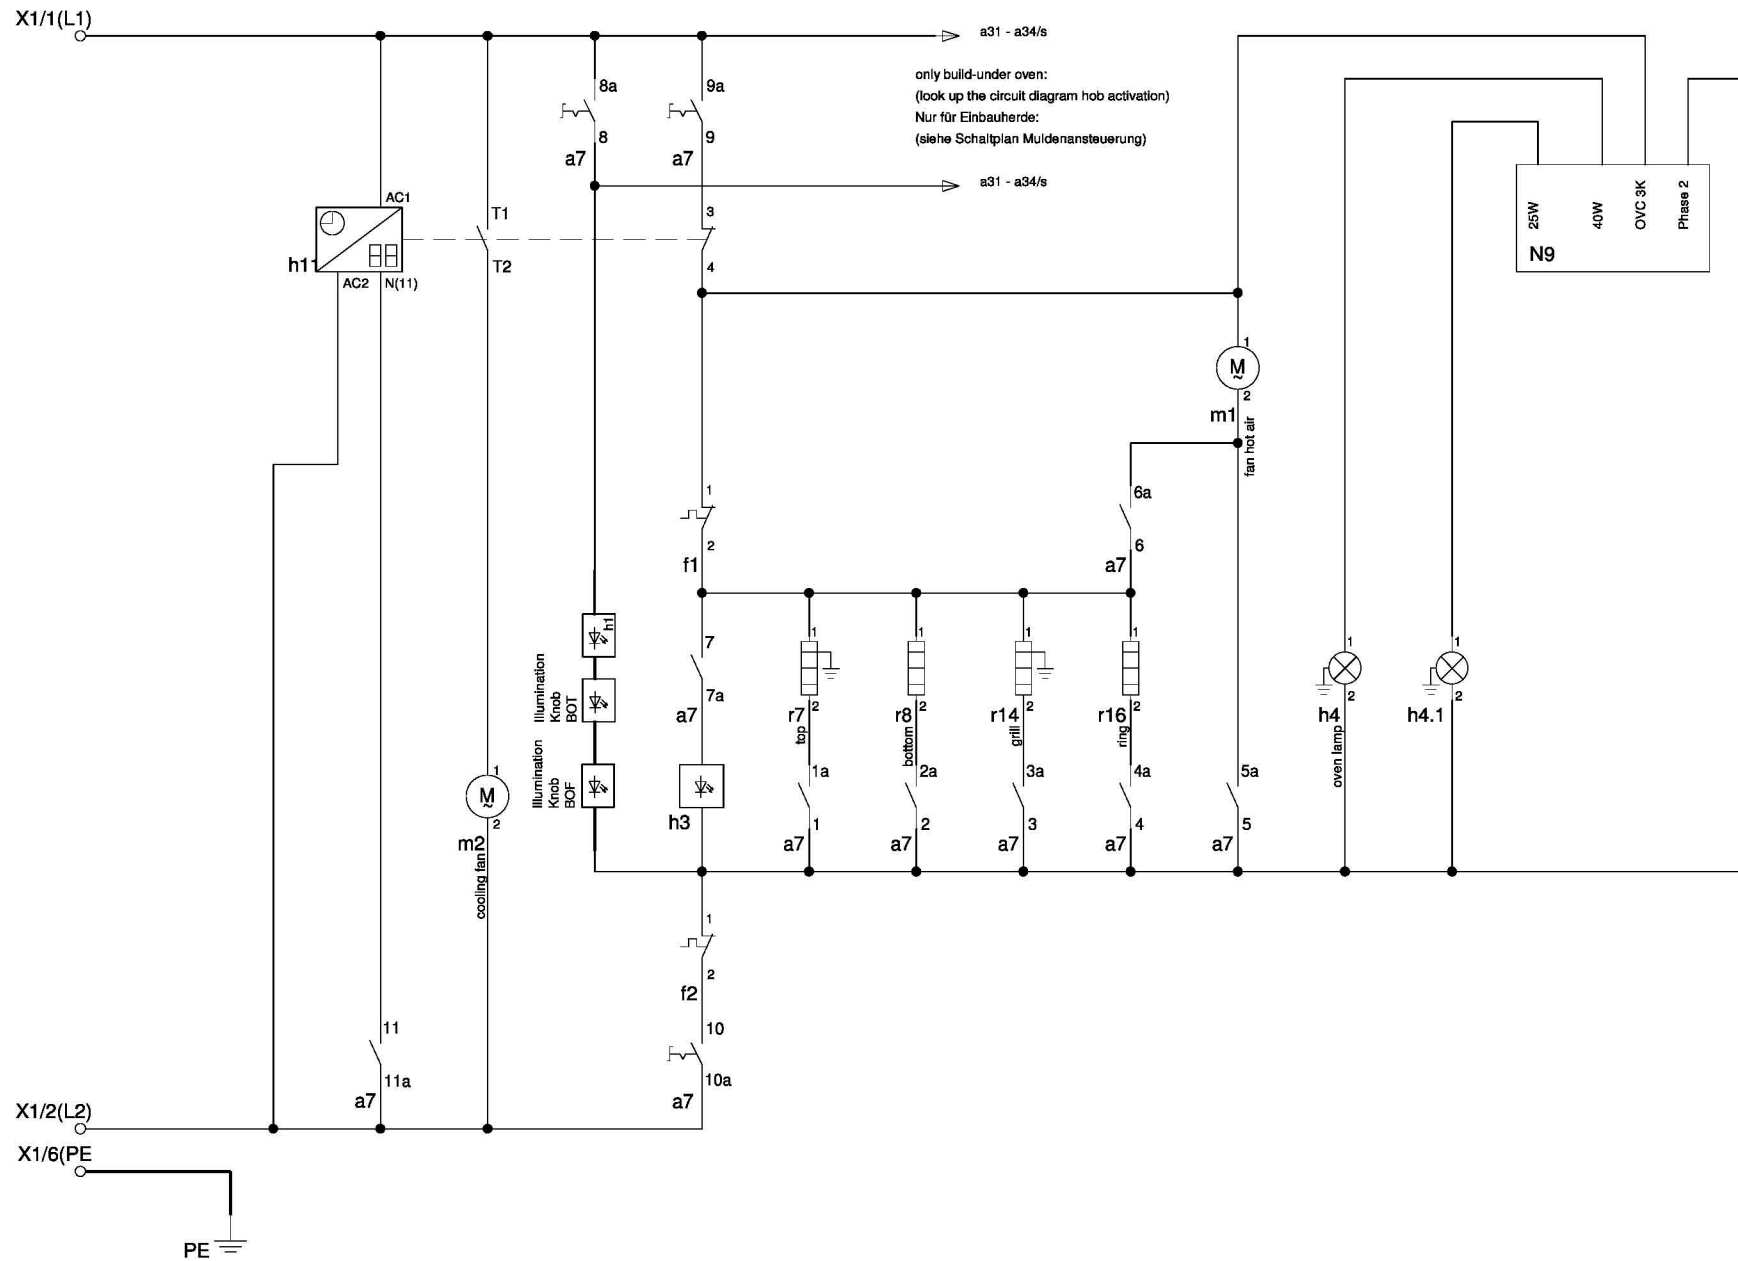 X1/1(L1)
a31 - a34/s
only build-under oven:
(look up the circuit diagram hob activation)
Nur für Einbauherde:
(siehe Schaltplan Muldenansteuerung)
8a
9a
8
9
a7
a7
a31 - a34/s
25W
40W
OVC 3K
Phase 2
N9
AC1
T1
3
h11
T2
4
AC2
N(11)
1
M
~
2
m1
fan hot air
1
6a
2
6
f1
a7
h1
Illumination
Knob
BOT
Illumination
Knob
BOF
7
7a
a7
h3
1
2
r7
top
1
2
r8
bottom
1
2
r14
grill
1
2
r16
ring
1
2
h4
oven lamp
1
2
h4.1
1
M
~
2
m2
cooling fan
1a
1
a7
2a
2
a7
3a
3
a7
4a
4
a7
5a
5
a7
1
2
f2
11
11a
a7
10
10a
a7
X1/2(L2)
X1/6(PE
PE